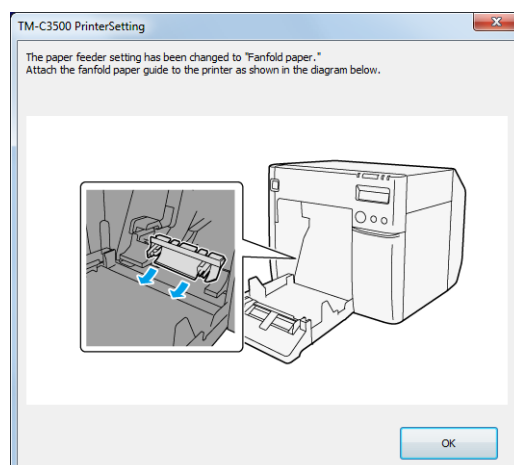 TM-C3500 PrinterSetting
The paper feeder setting has been changed to "Fanfold paper."
Attach the fanfold paper guide to the printer as shown in the diagram below.
OK